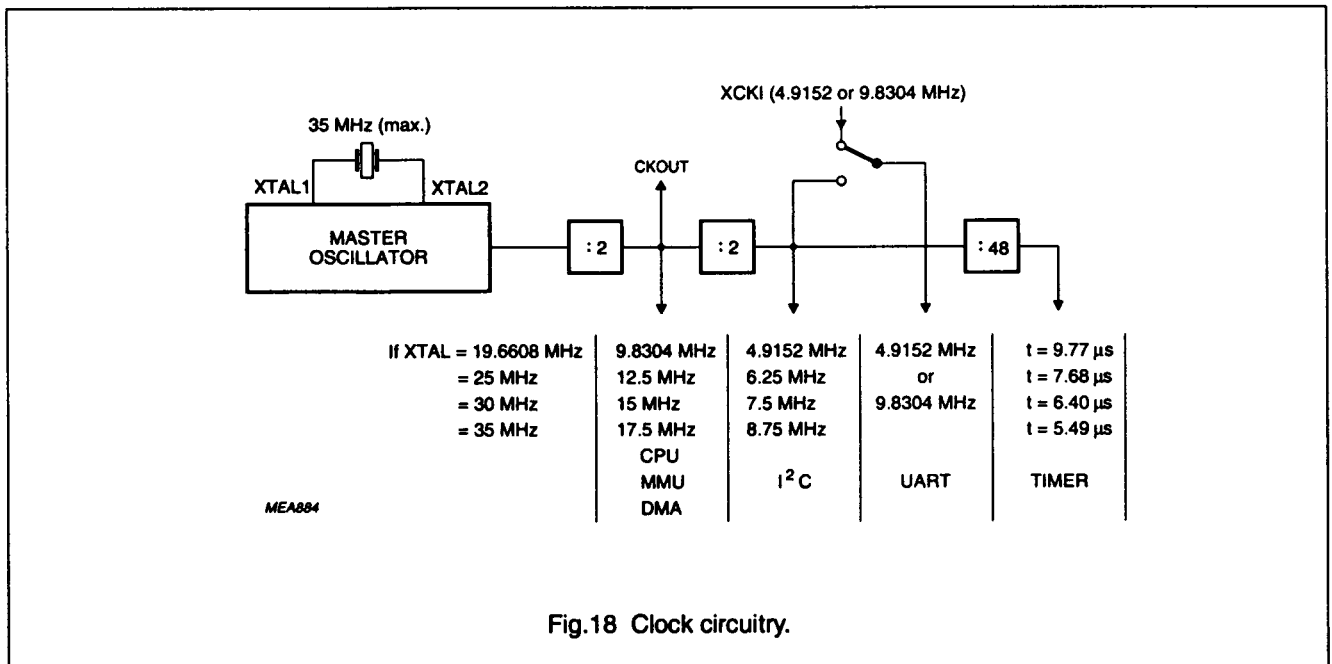 XCKI (4.9152 or 9.8304 MHz)
35 MHz (max.)
XTAL1
XTAL2
CKOUT
MASTER
OSCILLATOR
: 2
: 2
: 48
If XTAL = 19.6608 MHz 9.8304 MHz 4.9152 MHz 4.9152 MHz t = 9.77 µs
= 25 MHz 12.5 MHz 6.25 MHz or t = 7.68 µs
= 30 MHz 15 MHz 7.5 MHz 9.8304 MHz t = 6.40 µs
= 35 MHz 17.5 MHz 8.75 MHz t = 5.49 µs
CPU
MMU I²C UART TIMER
DMA
MEA884
Fig.18 Clock circuitry.